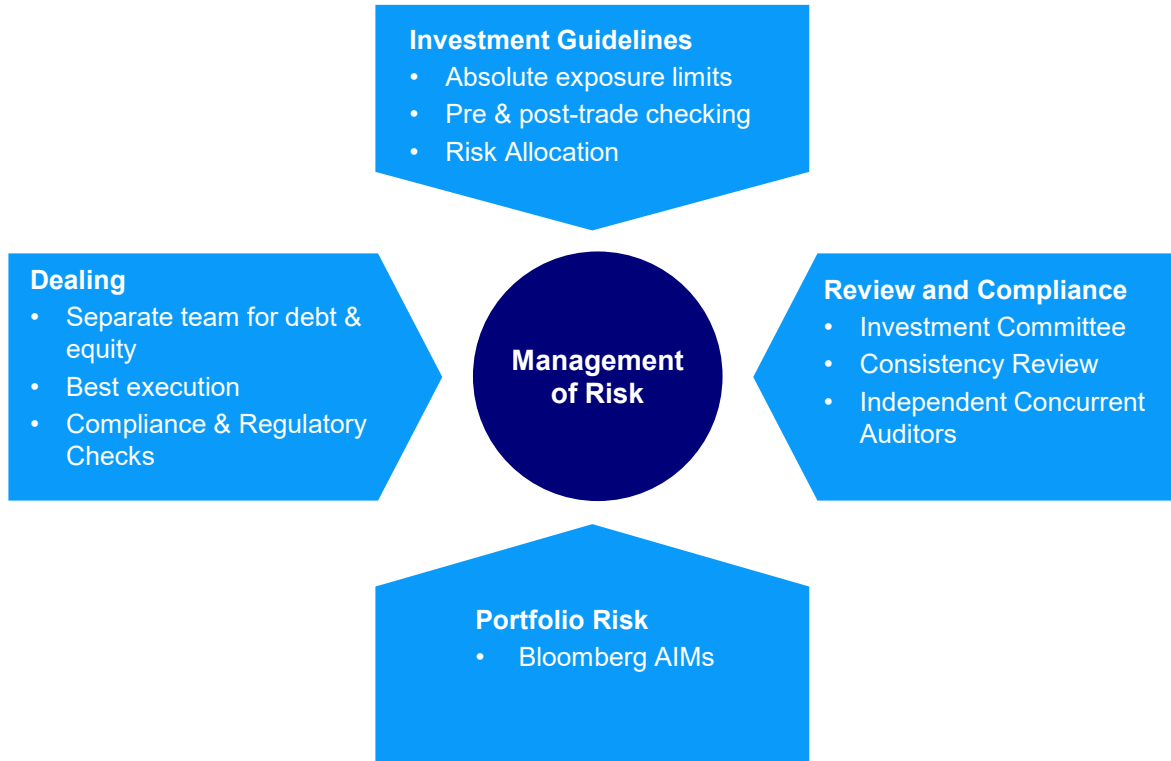 Investment Guidelines
• Absolute exposure limits
• Pre & post-trade checking
• Risk Allocation
Dealing
• Separate team for debt &
equity
• Best execution
• Compliance & Regulatory
Checks
Management
of Risk
Review and Compliance
• Investment Committee
• Consistency Review
• Independent Concurrent
Auditors
Portfolio Risk
• Bloomberg AIMs